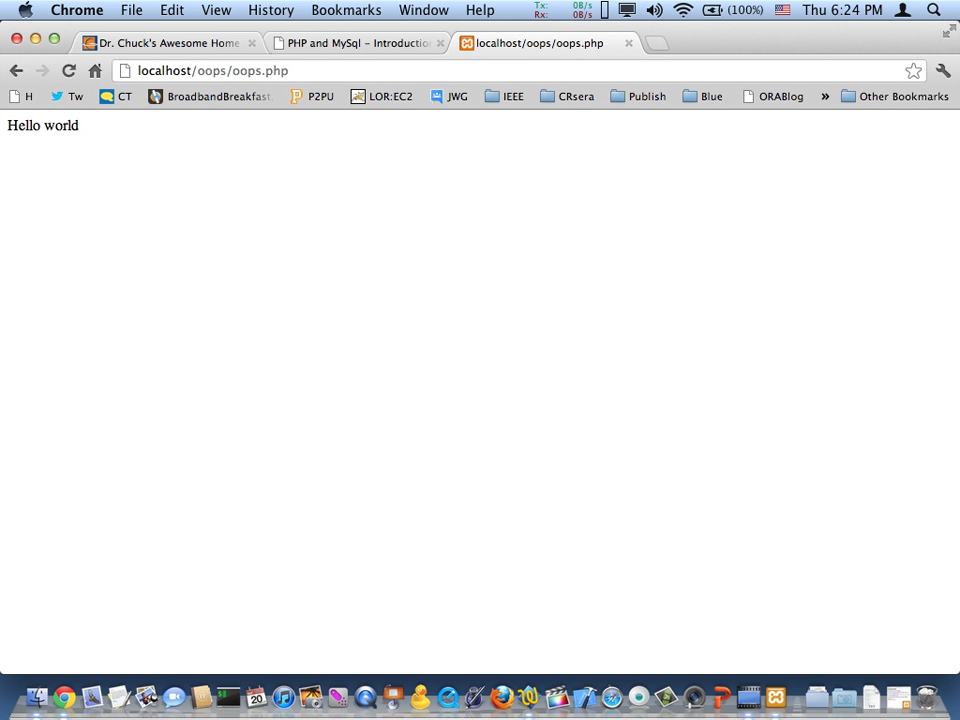 Chrome File Edit View History Bookmarks Window Help Tx: 0B/s Rx: 0B/s (100%) Thu 6:24 PM
Dr. Chuck's Awesome Home PHP and MySql – Introduction localhost/oops/oops.php
localhost/oops/oops.php
H Tw CT BroadbandBreakfast. P2PU LOR:EC2 JWG IEEE CRsera Publish Blue ORABlog » Other Bookmarks
Hello world
20